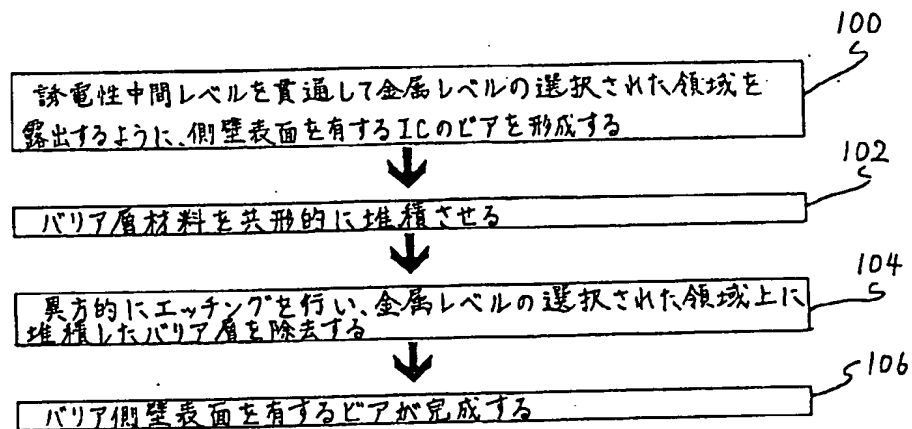 100
誘電性中間レベルを貫通して金属レベルの選択された領域を
露出するように、側壁表面を有するICのビアを形成する
102
バリア層材料を共形的に堆積させる
104
異方的にエッチングを行い、金属レベルの選択された領域上に
堆積したバリア層を除去する
106
バリア側壁表面を有するビアが完成する